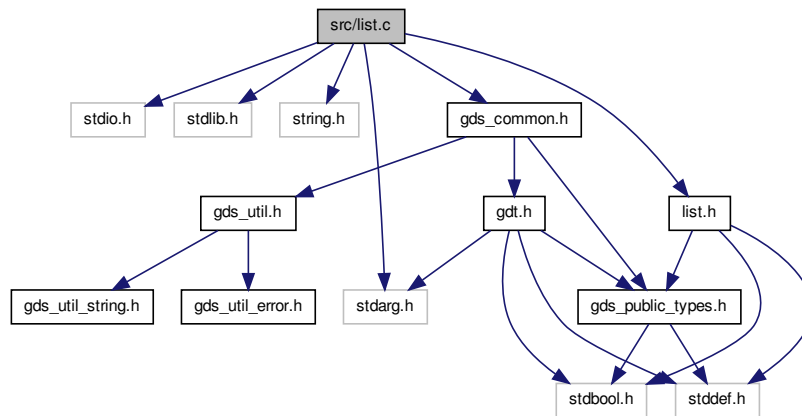 src/list.c
stdio.h
stdlib.h
string.h
gds_common.h
gds_util.h
gdt.h
list.h
gds_util_string.h
gds_util_error.h
stdarg.h
gds_public_types.h
stdbool.h
stddef.h